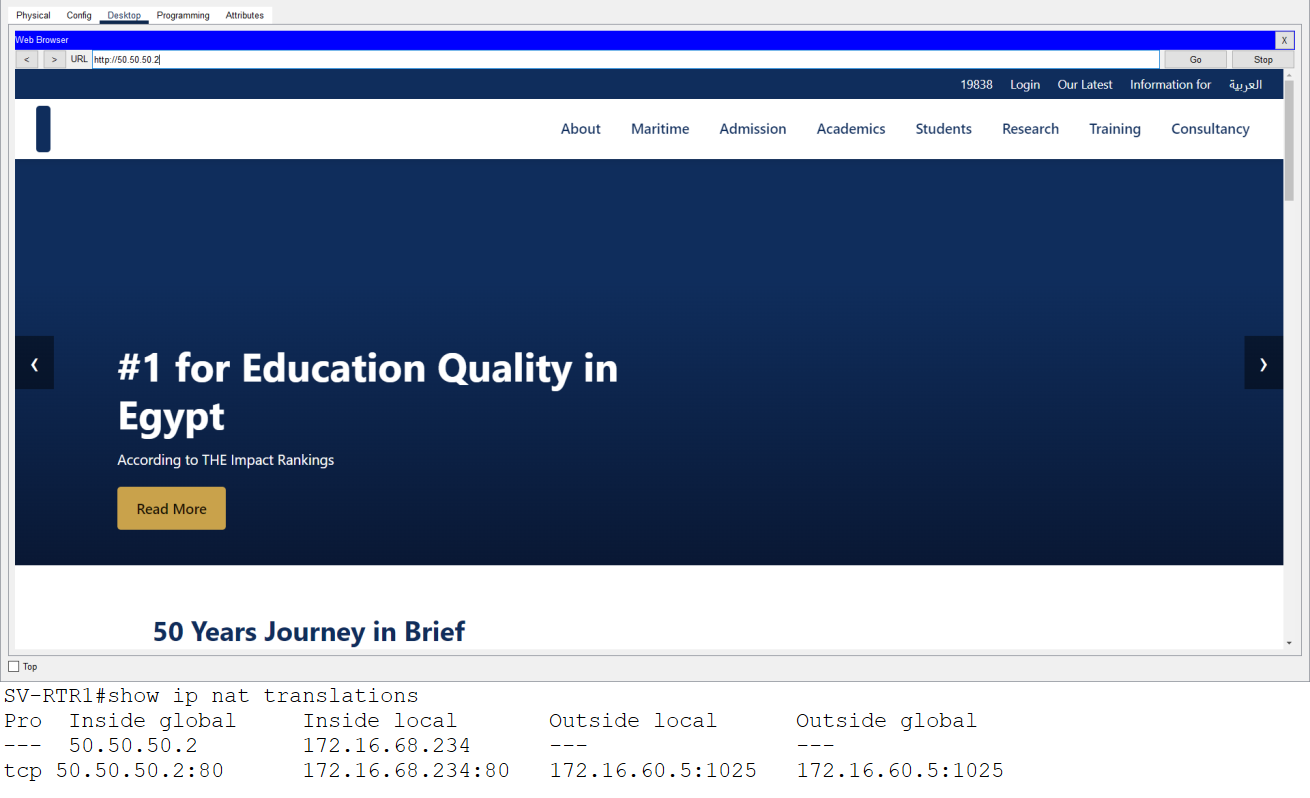 Physical Config Desktop Programming Attributes
Web Browser X
< > URL http://50.50.50.2 Go Stop
19838 Login Our Latest Information for العربية
About Maritime Admission Academics Students Research Training Consultancy
❮ ❯
#1 for Education Quality in
Egypt
According to THE Impact Rankings
Read More
50 Years Journey in Brief
Top
SV-RTR1#show ip nat translations
Pro Inside global Inside local Outside local Outside global
--- 50.50.50.2 172.16.68.234 --- ---
tcp 50.50.50.2:80 172.16.68.234:80 172.16.60.5:1025 172.16.60.5:1025